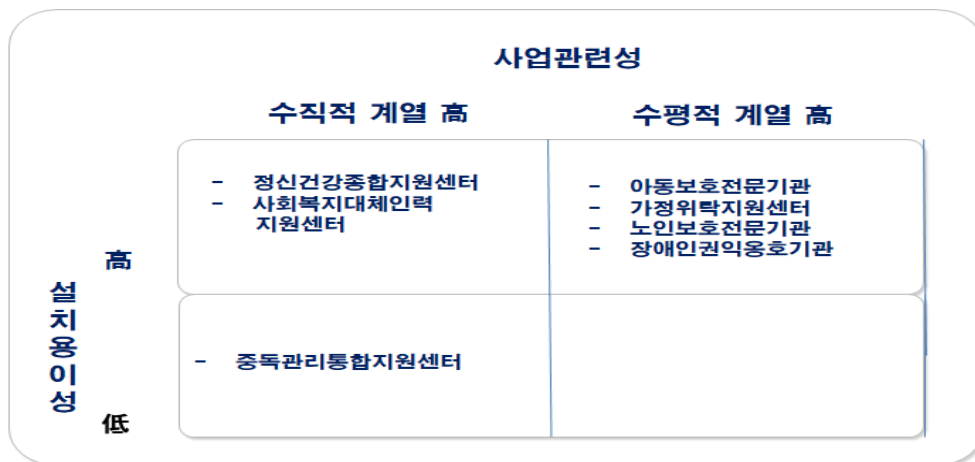 사업관련성
수직적 계열 高
수평적 계열 高
- 정신건강종합지원센터
- 사회복지대체인력
지원센터
- 아동보호전문기관
- 가정위탁지원센터
- 노인보호전문기관
- 장애인권익옹호기관
설치용이성
高
- 중독관리통합지원센터
低